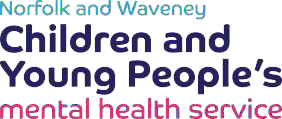 Norfolk and Waveney
Children and
Young People's
mental health service